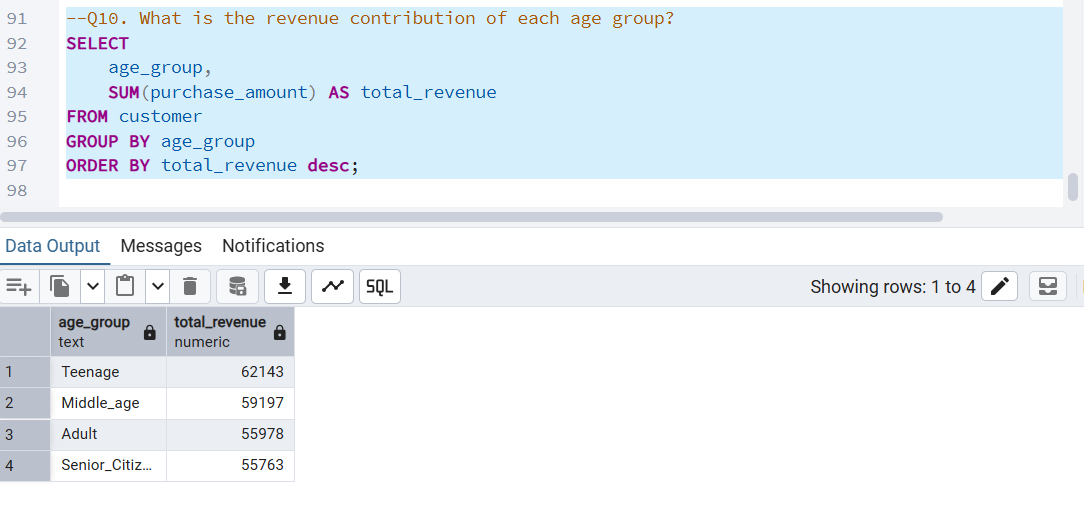 91 --Q10. What is the revenue contribution of each age group?
92 SELECT
93 age_group,
94 SUM(purchase_amount) AS total_revenue
95 FROM customer
96 GROUP BY age_group
97 ORDER BY total_revenue desc;
98
Data Output Messages Notifications
SQL Showing rows: 1 to 4
age_group total_revenue
text numeric
1 Teenage 62143
2 Middle_age 59197
3 Adult 55978
4 Senior_Citiz... 55763